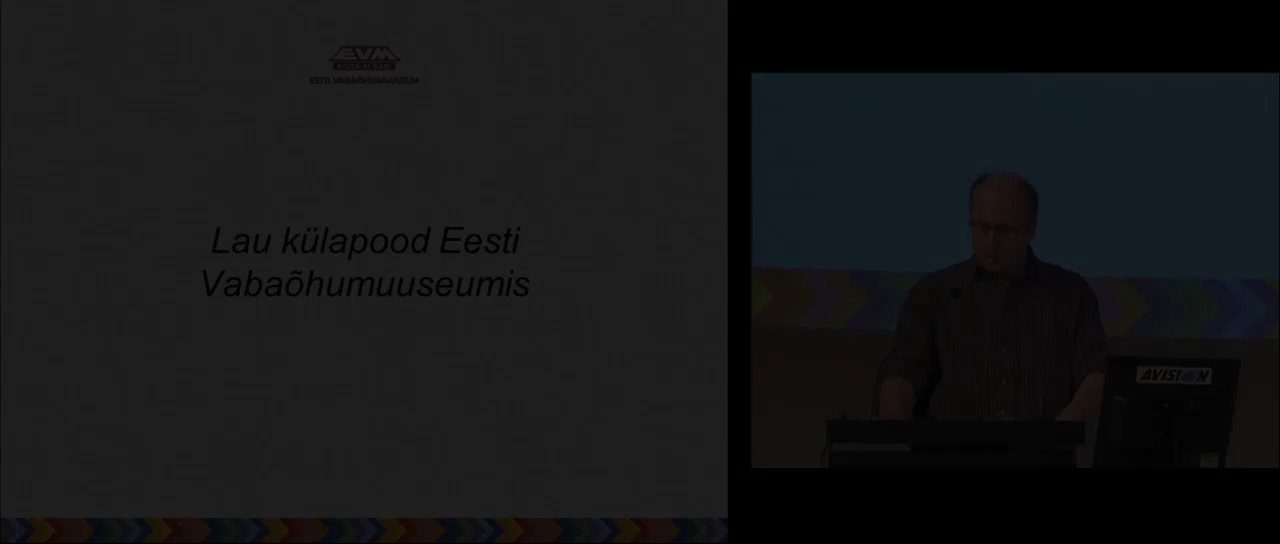 EVM
EESTI VABAÕHUMUUSEUM
Lau külapood Eesti
Vabaõhumuuseumis
AVISION